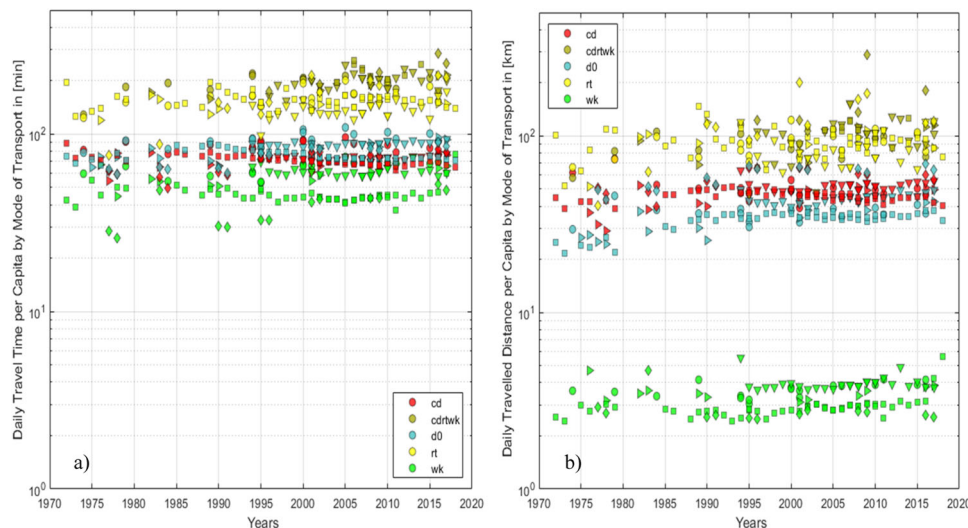 Daily Travel Time per Capita by Mode of Transport in [min]
10^2
10^1
10^0
cd
cdrtwk
d0
rt
wk
a)
1970 1975 1980 1985 1990 1995 2000 2005 2010 2015 2020
Years
Daily Travelled Distance per Capita by Mode of Transport in [km]
cd
cdrtwk
d0
rt
wk
10^2
10^1
10^0
b)
1970 1975 1980 1985 1990 1995 2000 2005 2010 2015 2020
Years